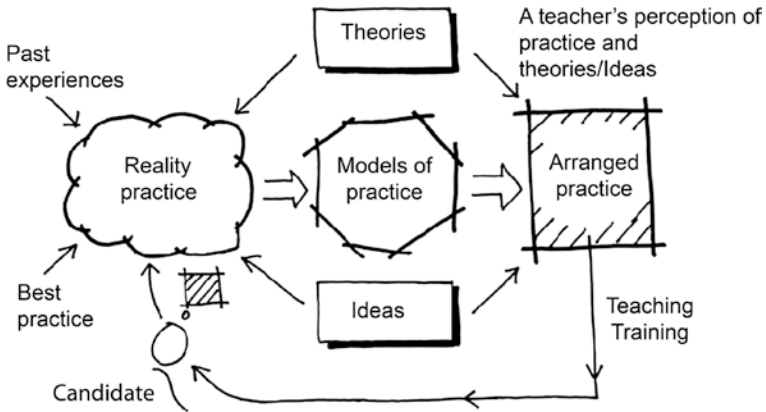 Theories
A teacher's perception of
practice and
theories/Ideas
Past
experiences
Reality
practice
Models of
practice
Arranged
practice
Best
practice
Ideas
Teaching
Training
Candidate